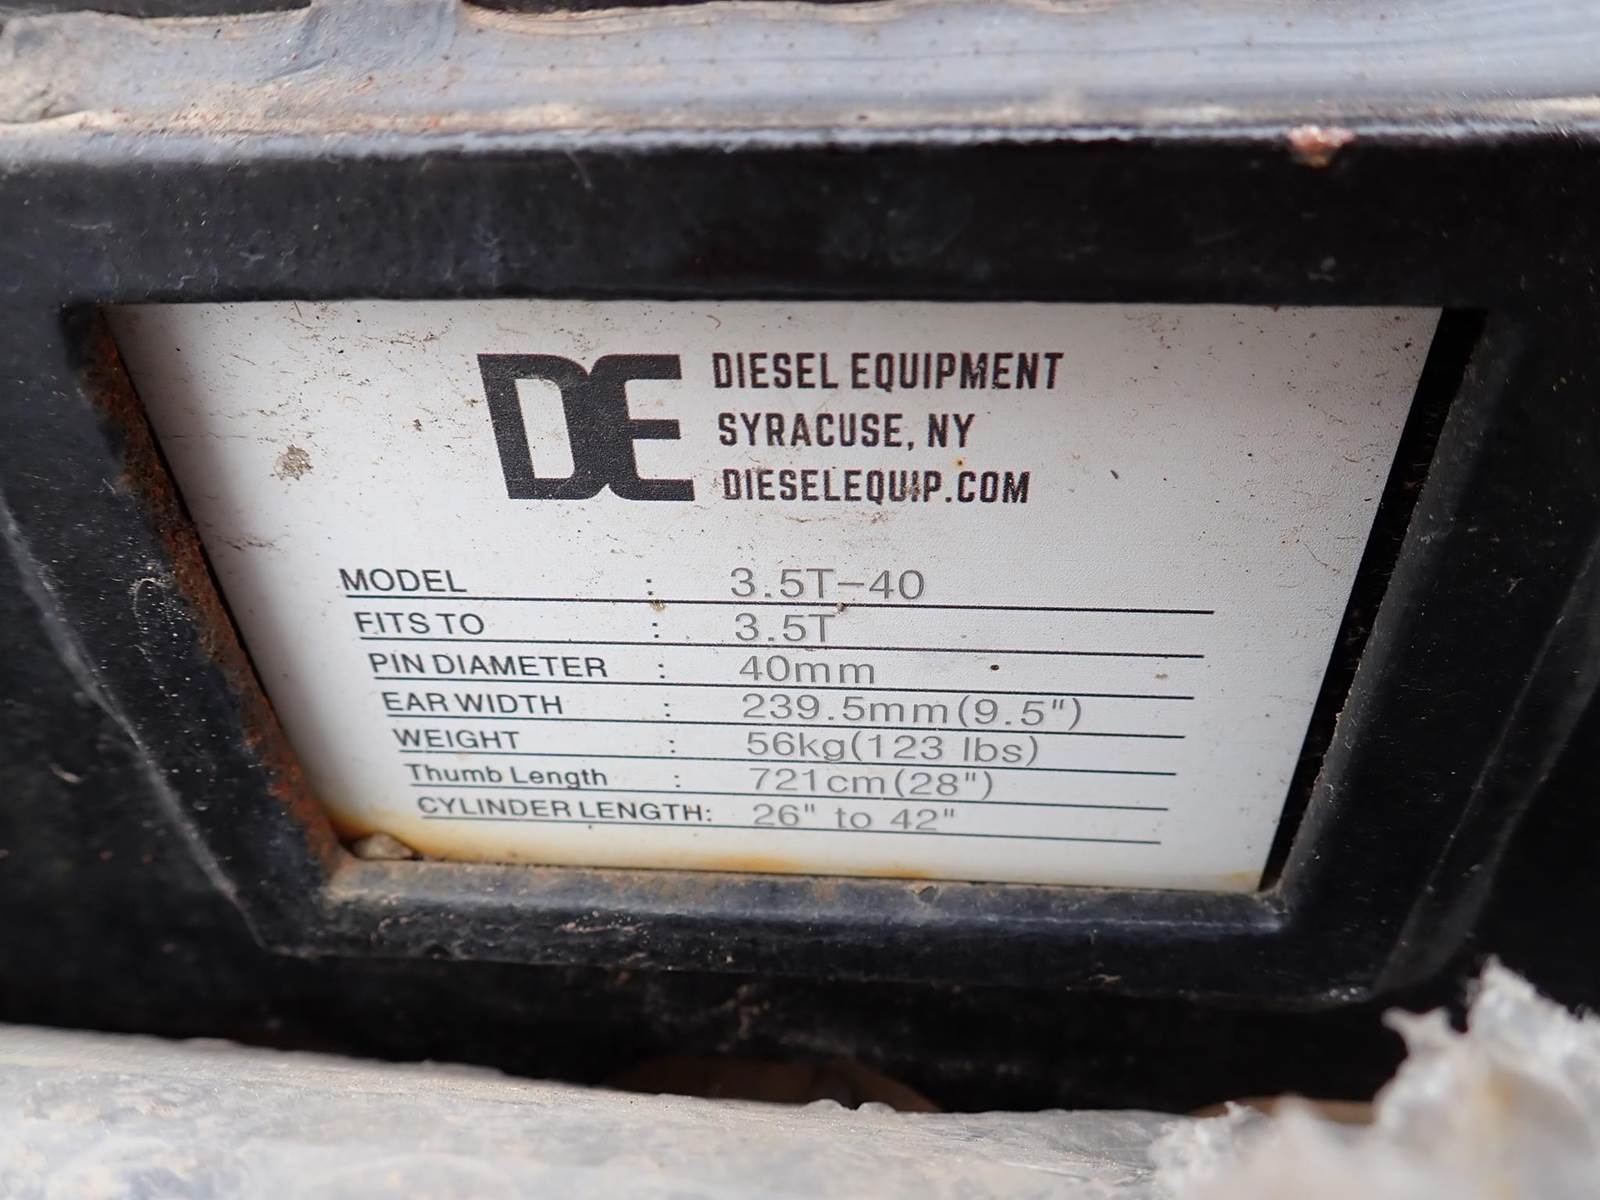 DE
DIESEL EQUIPMENT
SYRACUSE, NY
DIESELEQUIP.COM
MODEL : 3.5T-40
FITS TO : 3.5T
PIN DIAMETER : 40mm
EAR WIDTH : 239.5mm(9.5")
WEIGHT : 56kg(123 lbs)
Thumb Length : 721cm(28")
CYLINDER LENGTH: 26" to 42"